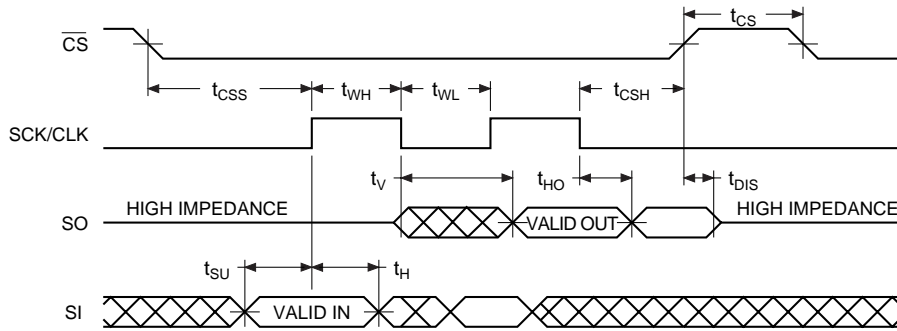 t_CS
CS
t_CSS
t_WH
t_WL
t_CSH
SCK/CLK
t_V
t_HO
t_DIS
HIGH IMPEDANCE
HIGH IMPEDANCE
SO
VALID OUT
t_SU
t_H
SI
VALID IN